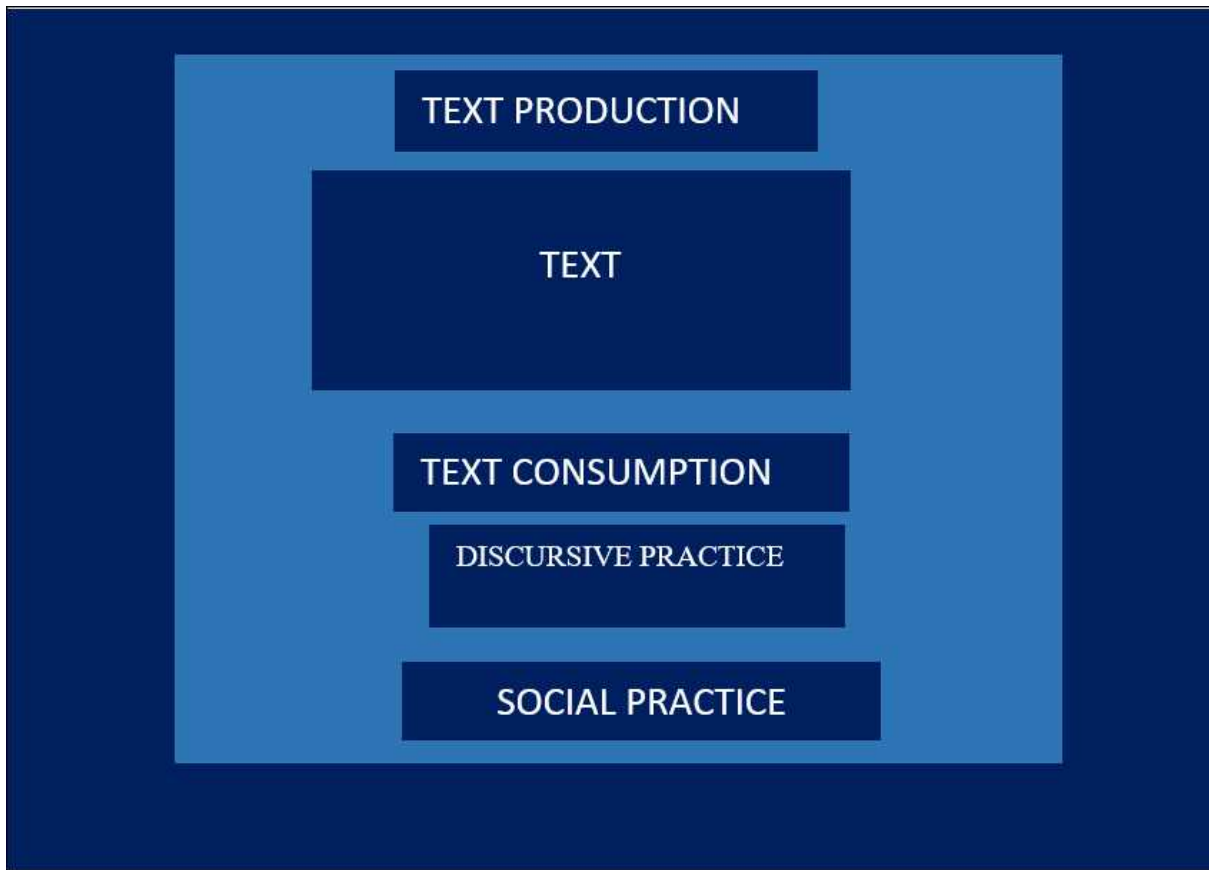 TEXT PRODUCTION
TEXT
TEXT CONSUMPTION
DISCURSIVE PRACTICE
SOCIAL PRACTICE